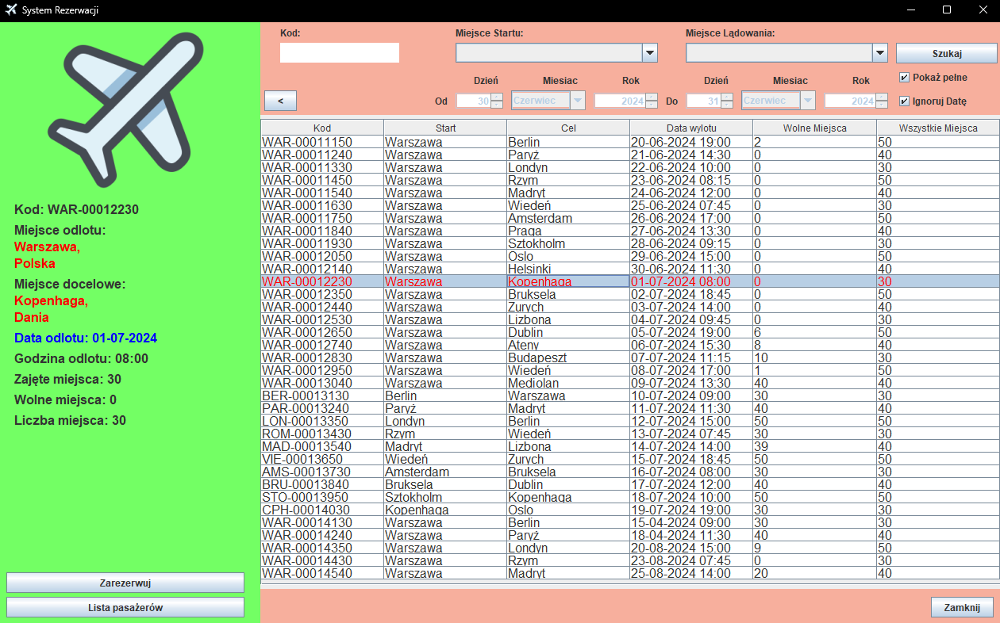 System Rezerwacji
Kod: WAR-00012230
Miejsce odlotu:
Warszawa,
Polska
Miejsce docelowe:
Kopenhaga,
Dania
Data odlotu: 01-07-2024
Godzina odlotu: 08:00
Zajęte miejsca: 30
Wolne miejsca: 0
Liczba miejsca: 30
Zarezerwuj
Lista pasażerów
Kod: Miejsce Startu: Miejsce Lądowania:
Szukaj
Dzień Miesiac Rok Dzień Miesiac Rok Pokaż pełne
< Od 30 Czerwiec 2024 Do 31 Czerwiec 2024 Ignoruj Datę
Kod Start Cel Data wylotu Wolne Miejsca Wszystkie Miejsca
WAR-00011150 Warszawa Berlin 20-06-2024 19:00 2 50
WAR-00011240 Warszawa Paryż 21-06-2024 14:30 0 40
WAR-00011330 Warszawa Londyn 22-06-2024 10:00 0 30
WAR-00011450 Warszawa Rzym 23-06-2024 08:15 0 50
WAR-00011540 Warszawa Madryt 24-06-2024 12:00 0 40
WAR-00011630 Warszawa Wiedeń 25-06-2024 07:45 0 30
WAR-00011750 Warszawa Amsterdam 26-06-2024 17:00 0 50
WAR-00011840 Warszawa Praga 27-06-2024 13:30 0 40
WAR-00011930 Warszawa Sztokholm 28-06-2024 09:15 0 30
WAR-00012050 Warszawa Oslo 29-06-2024 15:00 0 50
WAR-00012140 Warszawa Helsinki 30-06-2024 11:30 0 40
WAR-00012230 Warszawa Kopenhaga 01-07-2024 08:00 0 30
WAR-00012350 Warszawa Bruksela 02-07-2024 18:45 0 50
WAR-00012440 Warszawa Zurych 03-07-2024 14:00 0 40
WAR-00012530 Warszawa Lizbona 04-07-2024 09:45 0 30
WAR-00012650 Warszawa Dublin 05-07-2024 19:00 6 50
WAR-00012740 Warszawa Ateny 06-07-2024 15:30 8 40
WAR-00012830 Warszawa Budapeszt 07-07-2024 11:15 10 30
WAR-00012950 Warszawa Wiedeń 08-07-2024 17:00 1 50
WAR-00013040 Warszawa Mediolan 09-07-2024 13:30 40 40
BER-00013130 Berlin Warszawa 10-07-2024 09:00 30 30
PAR-00013240 Paryż Madryt 11-07-2024 11:30 40 40
LON-00013350 Londyn Berlin 12-07-2024 15:00 50 50
ROM-00013430 Rzym Wiedeń 13-07-2024 07:45 30 30
MAD-00013540 Madryt Lizbona 14-07-2024 14:00 39 40
VIE-00013650 Wiedeń Zurych 15-07-2024 18:45 50 50
AMS-00013730 Amsterdam Bruksela 16-07-2024 08:00 30 30
BRU-00013840 Bruksela Dublin 17-07-2024 12:00 40 40
STO-00013950 Sztokholm Kopenhaga 18-07-2024 10:00 50 50
CPH-00014030 Kopenhaga Oslo 19-07-2024 19:00 30 30
WAR-00014130 Warszawa Berlin 15-04-2024 09:00 30 30
WAR-00014240 Warszawa Paryż 18-04-2024 11:30 40 40
WAR-00014350 Warszawa Londyn 20-08-2024 15:00 9 50
WAR-00014430 Warszawa Rzym 23-08-2024 07:45 0 30
WAR-00014540 Warszawa Madryt 25-08-2024 14:00 20 40
Zamknij